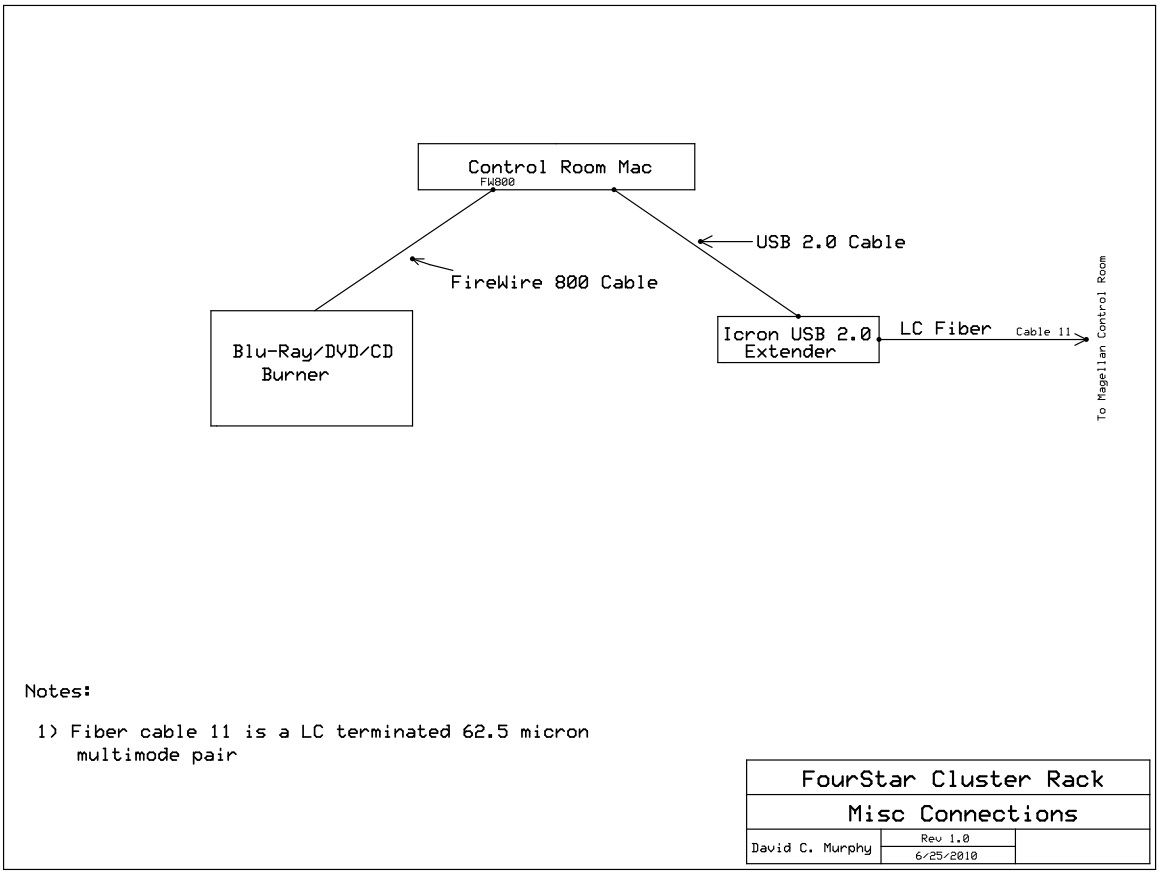 Control Room Mac
FW800
USB 2.0 Cable
FireWire 800 Cable
To Magellan Control Room
LC Fiber
Cable 11
Icron USB 2.0
Extender
Blu-Ray/DVD/CD
Burner
Notes:
1) Fiber cable 11 is a LC terminated 62.5 micron
multimode pair
FourStar Cluster Rack
Misc Connections
David C. Murphy
Rev 1.0
6/25/2010